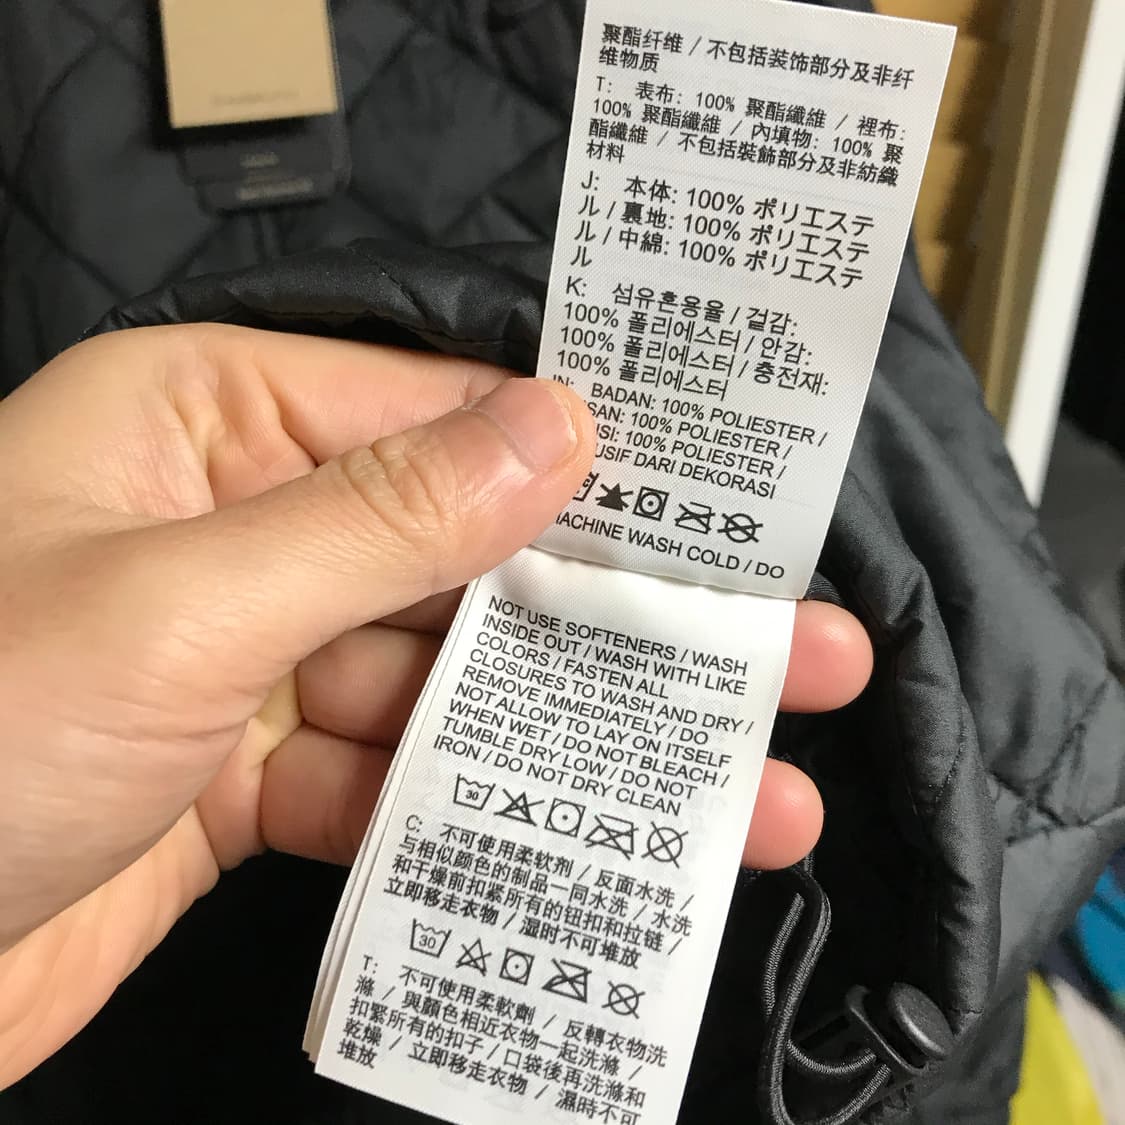 聚酯纤维 / 不包括装饰部分及非纤
维物质
T: 表布: 100% 聚酯纖維 / 裡布:
100% 聚酯纖維 / 內填物: 100% 聚
酯纖維 / 不包括裝飾部分及非紡織
材料
J: 本体: 100% ポリエステ
ル / 裏地: 100% ポリエステ
ル / 中綿: 100% ポリエステ
ル
K: 섬유혼용율 / 겉감:
100% 폴리에스터 / 안감:
100% 폴리에스터 / 충전재:
100% 폴리에스터
IN: BADAN: 100% POLIESTER /
SAN: 100% POLIESTER /
ISI: 100% POLIESTER /
USIF DARI DEKORASI
MACHINE WASH COLD / DO
NOT USE SOFTENERS / WASH
INSIDE OUT / WASH WITH LIKE
COLORS / FASTEN ALL
CLOSURES TO WASH AND DRY /
REMOVE IMMEDIATELY / DO
NOT ALLOW TO LAY ON ITSELF
WHEN WET / DO NOT BLEACH /
TUMBLE DRY LOW / DO NOT
IRON / DO NOT DRY CLEAN
30
C: 不可使用柔软剂 / 反面水洗 /
与相似颜色的制品一同水洗 / 水洗
和干燥前扣紧所有的钮扣和拉链 /
立即移走衣物 / 湿时不可堆放
30
T: 不可使用柔軟劑 / 反轉衣物洗
滌 / 與顏色相近衣物一起洗滌 /
扣緊所有的扣子 / 口袋後再洗滌和
乾燥 / 立即移走衣物 / 濕時不可
堆放